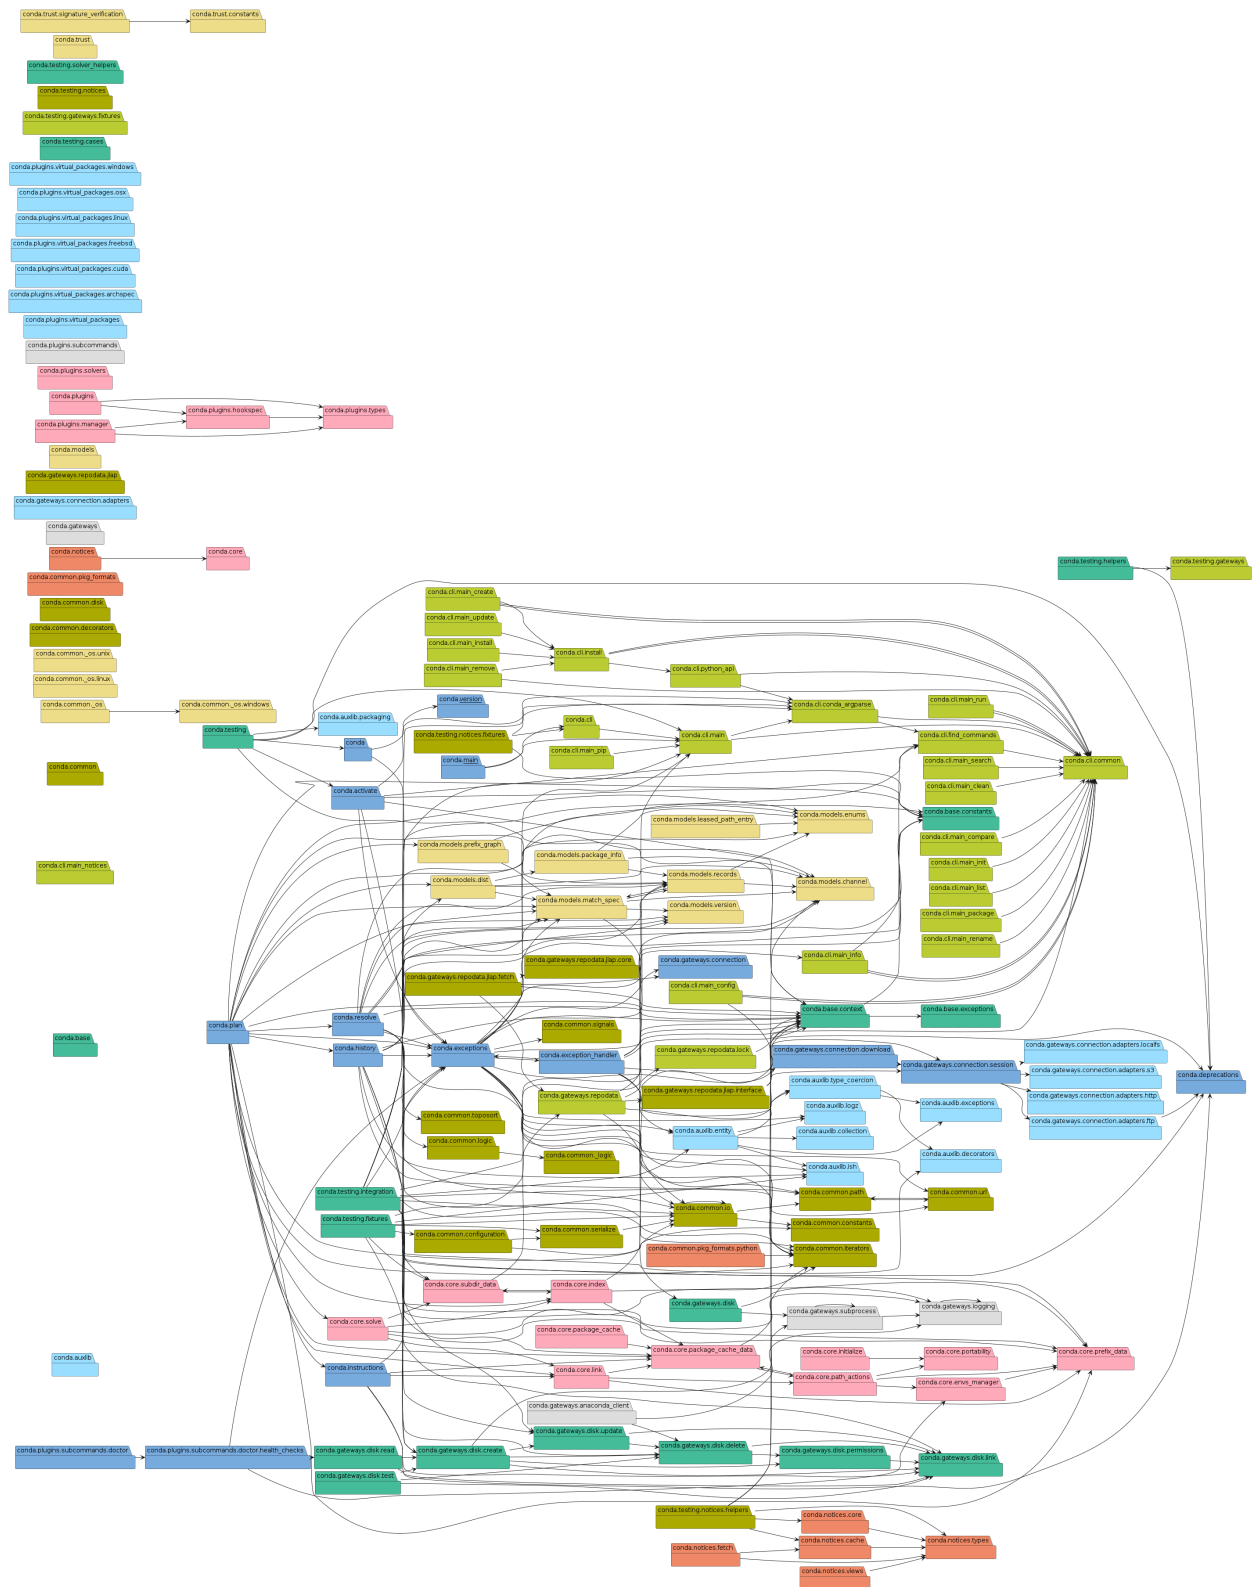 conda.trust.signature_verification
conda.trust.constants
conda.trust
conda.testing.solver_helpers
conda.testing.notices
conda.testing.gateways.fixtures
conda.testing.cases
conda.plugins.virtual_packages.windows
conda.plugins.virtual_packages.osx
conda.plugins.virtual_packages.linux
conda.plugins.virtual_packages.freebsd
conda.plugins.virtual_packages.cuda
conda.plugins.virtual_packages.archspec
conda.plugins.virtual_packages
conda.plugins.subcommands
conda.plugins.solvers
conda.plugins
conda.plugins.hookspec
conda.plugins.types
conda.plugins.manager
conda.models
conda.gateways.repodata.jlap
conda.gateways.connection.adapters
conda.gateways
conda.notices
conda.core
conda.testing.helpers
conda.testing.gateways
conda.common.pkg_formats
conda.common.disk
conda.common.decorators
conda.common._os.unix
conda.common._os.linux
conda.common._os
conda.common._os.windows
conda.cli.main_create
conda.cli.main_update
conda.cli.main_install
conda.cli.install
conda.cli.main_remove
conda.cli.python_api
conda.version
conda.cli.conda_argparse
conda.cli.main_run
conda.auxlib.packaging
conda.testing
conda.cli
conda.testing.notices.fixtures
conda.cli.main
conda.cli.find_commands
conda
conda.cli.main_pip
conda.main
conda.cli.main_search
conda.cli.common
conda.common
conda.cli.main_clean
conda.activate
conda.base.constants
conda.models.leased_path_entry
conda.models.enums
conda.cli.main_compare
conda.models.prefix_graph
conda.models.package_info
conda.cli.main_init
conda.cli.main_notices
conda.models.dist
conda.models.records
conda.models.channel
conda.cli.main_list
conda.models.match_spec
conda.models.version
conda.cli.main_package
conda.cli.main_rename
conda.gateways.repodata.jlap.core
conda.gateways.connection
conda.cli.main_info
conda.gateways.repodata.jlap.fetch
conda.cli.main_config
conda.base.context
conda.base.exceptions
conda.plan
conda.resolve
conda.common.signals
conda.base
conda.history
conda.exceptions
conda.exception_handler
conda.gateways.repodata.lock
conda.gateways.connection.download
conda.gateways.connection.session
conda.gateways.connection.adapters.localfs
conda.gateways.connection.adapters.s3
conda.deprecations
conda.auxlib.type_coercion
conda.gateways.repodata.jlap.interface
conda.gateways.repodata
conda.gateways.connection.adapters.http
conda.auxlib.logz
conda.auxlib.exceptions
conda.common.toposort
conda.gateways.connection.adapters.ftp
conda.auxlib.entity
conda.auxlib.collection
conda.common.logic
conda.common._logic
conda.auxlib.decorators
conda.auxlib.ish
conda.testing.integration
conda.common.path
conda.common.url
conda.testing.fixtures
conda.common.io
conda.common.configuration
conda.common.serialize
conda.common.constants
conda.common.pkg_formats.python
conda.common.iterators
conda.core.subdir_data
conda.core.index
conda.gateways.disk
conda.gateways.subprocess
conda.gateways.logging
conda.core.solve
conda.core.package_cache
conda.core.package_cache_data
conda.core.initialize
conda.core.portability
conda.core.prefix_data
conda.auxlib
conda.instructions
conda.core.link
conda.core.path_actions
conda.core.envs_manager
conda.gateways.anaconda_client
conda.gateways.disk.update
conda.plugins.subcommands.doctor
conda.plugins.subcommands.doctor.health_checks
conda.gateways.disk.read
conda.gateways.disk.create
conda.gateways.disk.delete
conda.gateways.disk.permissions
conda.gateways.disk.link
conda.gateways.disk.test
conda.testing.notices.helpers
conda.notices.core
conda.notices.fetch
conda.notices.cache
conda.notices.types
conda.notices.views